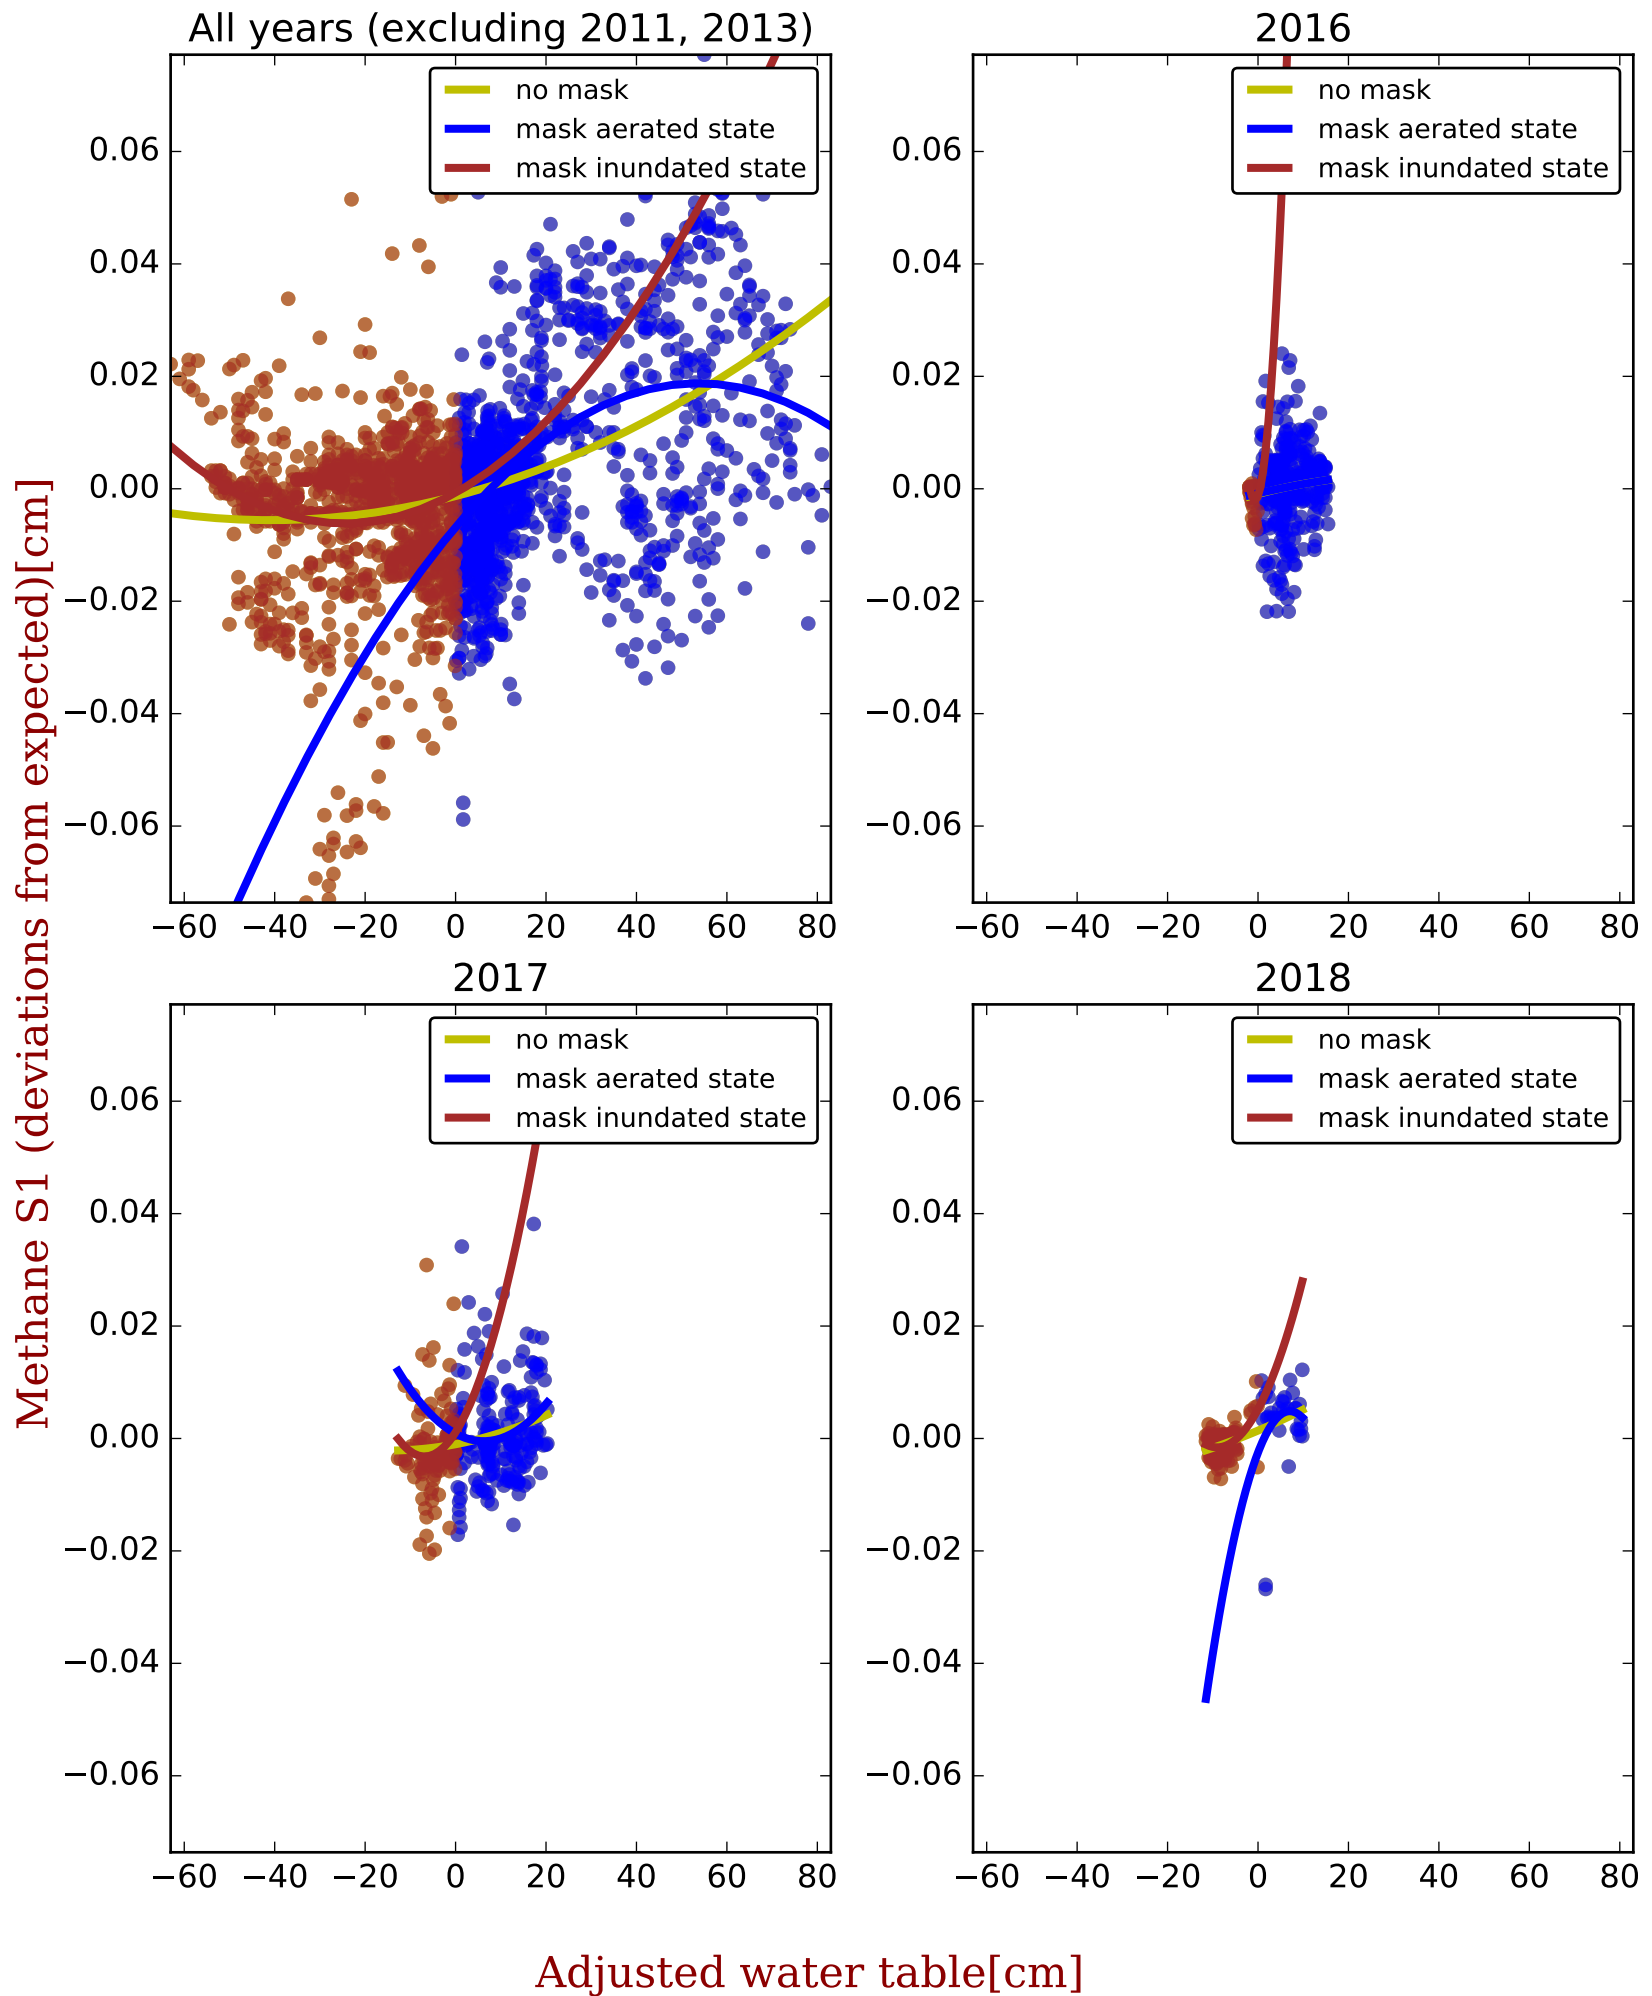 All years (excluding 2011, 2013)
no mask
mask aerated state
mask inundated state
0.06
0.04
0.02
0.00
−0.02
−0.04
−0.06
−60 −40 −20 0 20 40 60 80
2016
no mask
mask aerated state
mask inundated state
0.06
0.04
0.02
0.00
−0.02
−0.04
−0.06
−60 −40 −20 0 20 40 60 80
Methane S1 (deviations from expected)[cm]
2017
no mask
mask aerated state
mask inundated state
0.06
0.04
0.02
0.00
−0.02
−0.04
−0.06
−60 −40 −20 0 20 40 60 80
2018
no mask
mask aerated state
mask inundated state
0.06
0.04
0.02
0.00
−0.02
−0.04
−0.06
−60 −40 −20 0 20 40 60 80
Adjusted water table[cm]